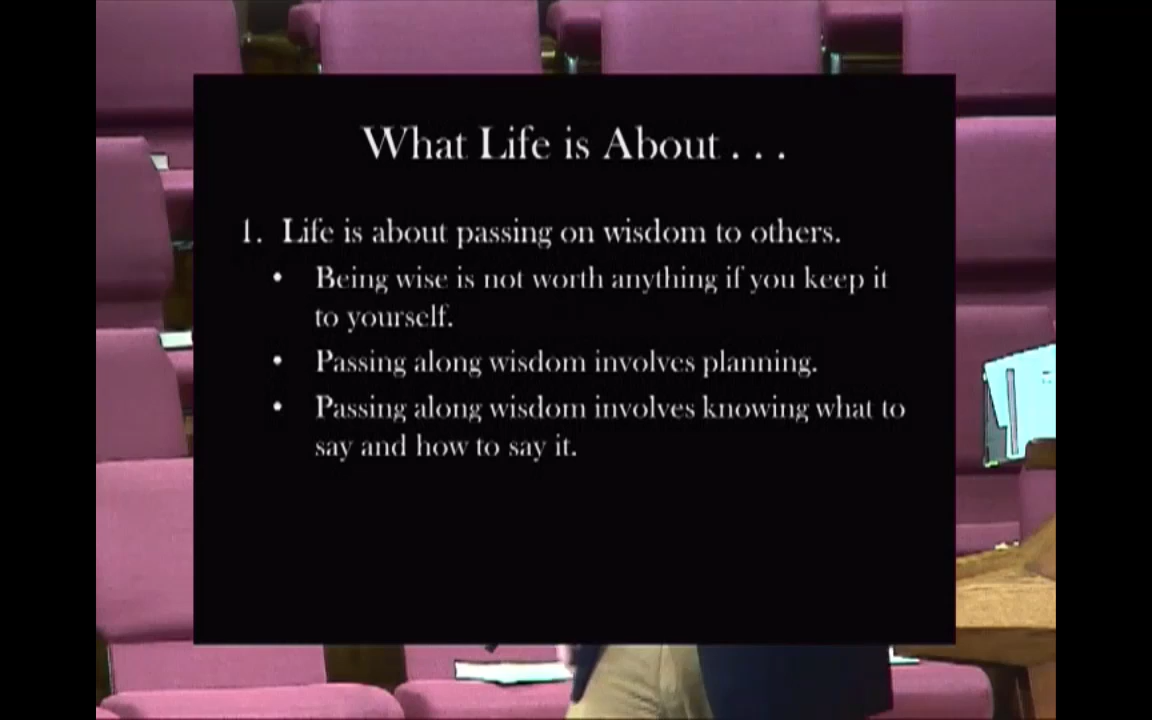 What Life is About . . .
1. Life is about passing on wisdom to others.
• Being wise is not worth anything if you keep it
to yourself.
• Passing along wisdom involves planning.
• Passing along wisdom involves knowing what to
say and how to say it.